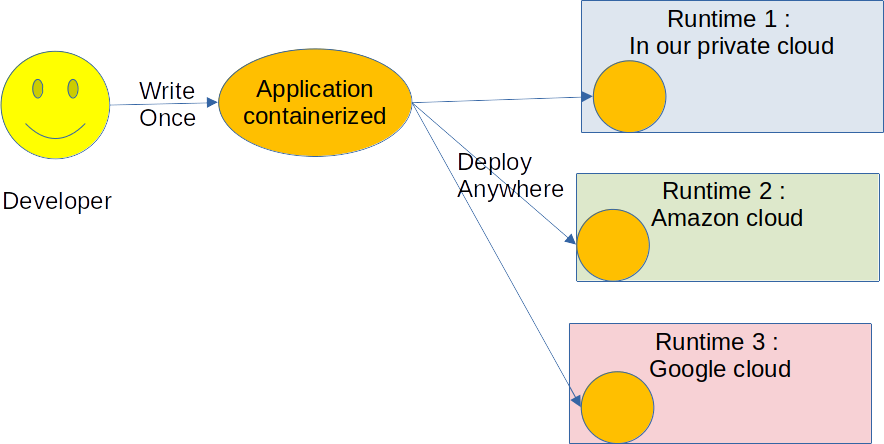 Developer
Write
Once
Application
containerized
Deploy
Anywhere
Runtime 1 :
In our private cloud
Runtime 2 :
Amazon cloud
Runtime 3 :
Google cloud